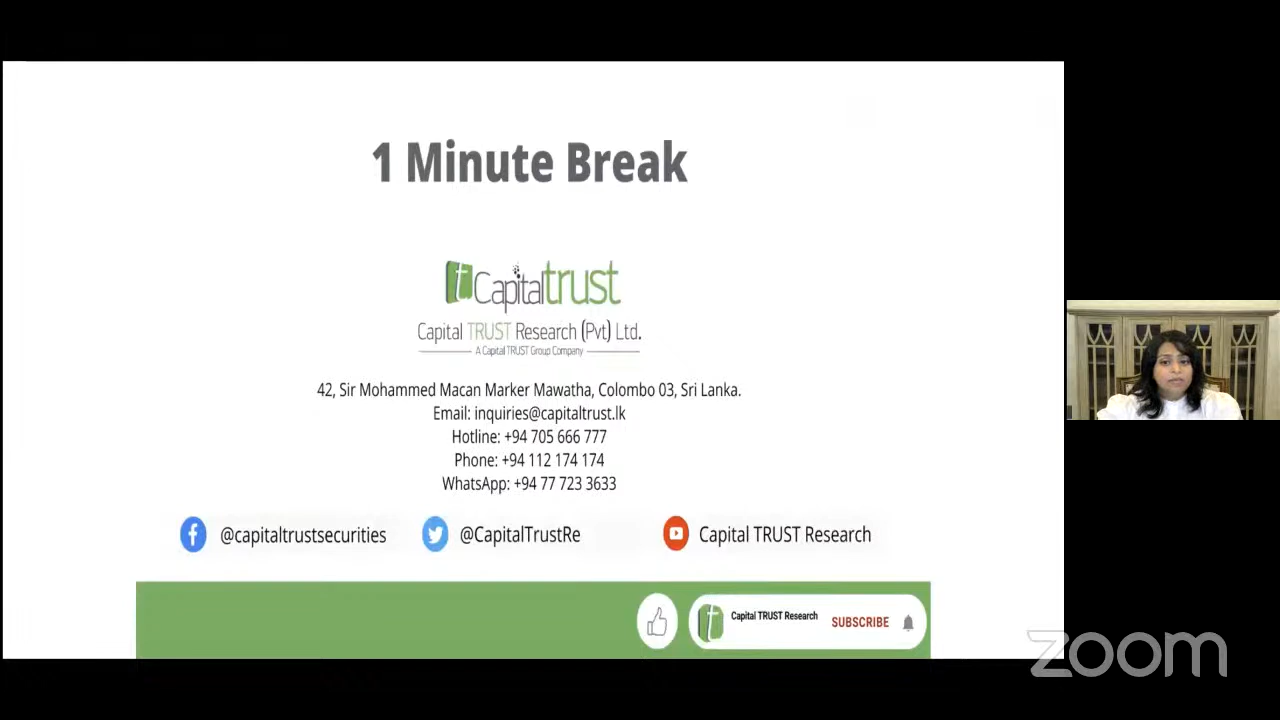 1 Minute Break
Capitaltrust
Capital TRUST Research (Pvt) Ltd.
A Capital TRUST Group Company
42, Sir Mohammed Macan Marker Mawatha, Colombo 03, Sri Lanka.
Email: inquiries@capitaltrust.lk
Hotline: +94 705 666 777
Phone: +94 112 174 174
WhatsApp: +94 77 723 3633
@capitaltrustsecurities @CapitalTrustRe Capital TRUST Research
Capital TRUST Research SUBSCRIBE
zoom